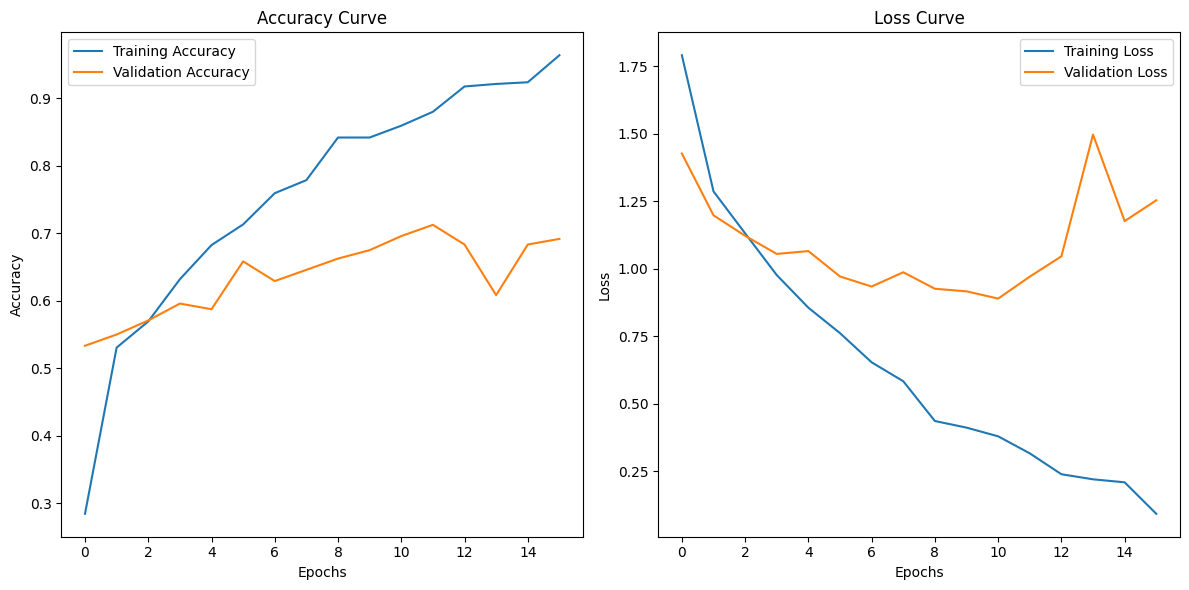 Accuracy Curve
Training Accuracy
Validation Accuracy
0.9
0.8
0.7
0.6
0.5
0.4
0.3
Accuracy
0 2 4 6 8 10 12 14
Epochs
Loss Curve
Training Loss
Validation Loss
1.75
1.50
1.25
1.00
0.75
0.50
0.25
Loss
0 2 4 6 8 10 12 14
Epochs